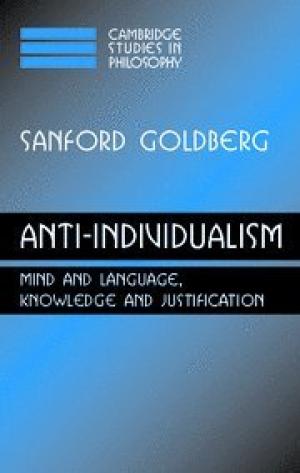 CAMBRIDGE
STUDIES IN
PHILOSOPHY
SANFORD GOLDBERG
ANTI-INDIVIDUALISM
MIND AND LANGUAGE,
KNOWLEDGE AND JUSTIFICATION